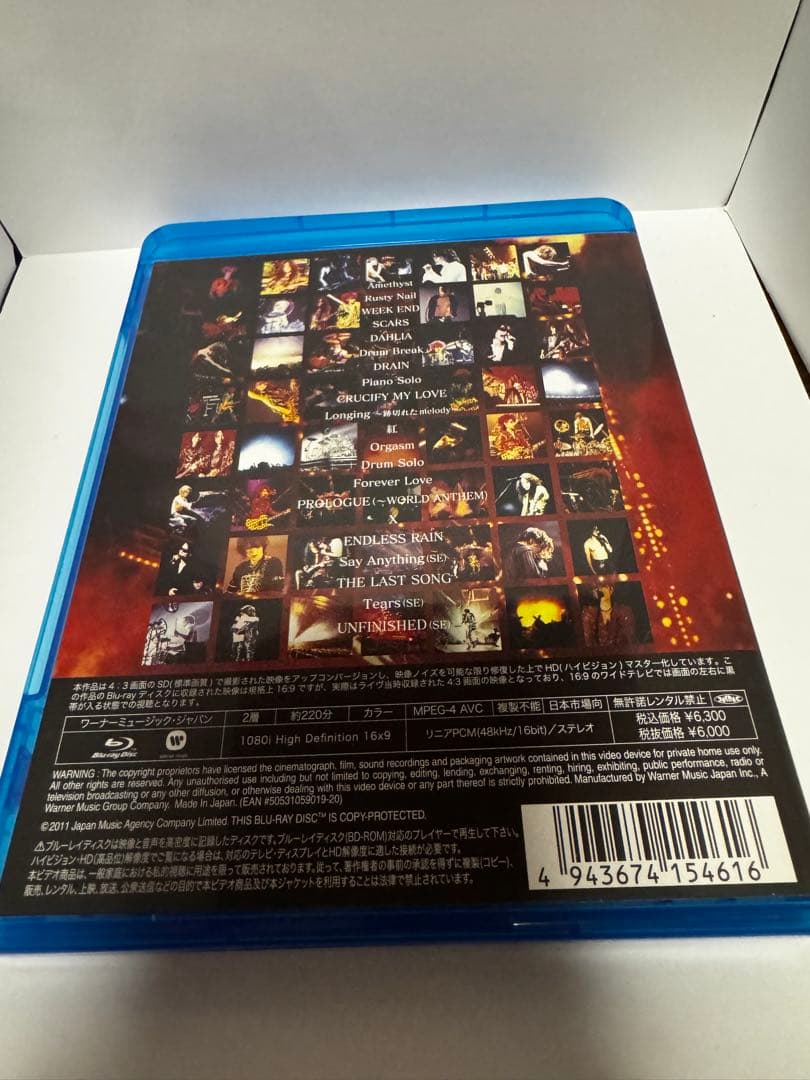 Amethyst
Rusty Nail
WEEK END
SCARS
DAHLIA
Drum Break
DRAIN
Piano Solo
CRUCIFY MY LOVE
Longing ～跡切れたmelody～
紅
Orgasm
Drum Solo
Forever Love
PROLOGUE(～WORLD ANTHEM)
X
ENDLESS RAIN
Say Anything(SE)
THE LAST SONG
Tears(SE)
UNFINISHED(SE)
本作品は4:3画面のSD(標準画質)で撮影された映像をアップコンバージョンし、映像ノイズを可能な限り修復した上でHD(ハイビジョン)マスター化しています。こ
の作品のBlu-rayディスクに収録された映像は規格上16:9ですが、実際はライヴ当時収録された4:3画面の映像となっており、16:9のワイドテレビでは画面の左右に黒
帯が入る状態での視聴となります。
ワーナーミュージック・ジャパン 2層 約220分 カラー MPEG-4 AVC 複製不能 日本市場向 無許諾レンタル禁止
Blu-ray Disc 1080i High Definition 16x9 リニアPCM(48kHz/16bit)/ステレオ 税込価格 ¥6,300
税抜価格 ¥6,000
WARNING : The copyright proprietors have licensed the cinematograph, film, sound recordings and packaging artwork contained in this video device for private home use only.
All other rights are reserved. Any unauthorised use including but not limited to copying, editing, lending, exchanging, renting, hiring, exhibiting, public performance, radio or
television broadcasting or any other diffusion, or otherwise dealing with this video device or any part thereof is strictly prohibited. Manufactured by Warner Music Japan Inc., A
Warner Music Group Company. Made In Japan. (EAN #50531059019-20)
©2011 Japan Music Agency Company Limited. THIS BLU-RAY DISC™ IS COPY-PROTECTED.
⚠ブルーレイディスクは映像と音声を高密度に記録したディスクです。ブルーレイディスク(BD-ROM)対応のプレイヤーで再生して下さい。
ハイビジョン・HD(高品位)解像度でご覧になる場合は、対応のテレビ・ディスプレイとHD解像度に適した接続が必要です。
本ビデオ商品は、一般家庭における私的視聴に用途を限って販売されております。従って、著作権者の事前の承認を得ずに複製(コピー)、
販売、レンタル、上映、放送、公衆送信などの目的で本ビデオ商品及び本ジャケットを利用することは法律で禁止されています。
4 943674 154616